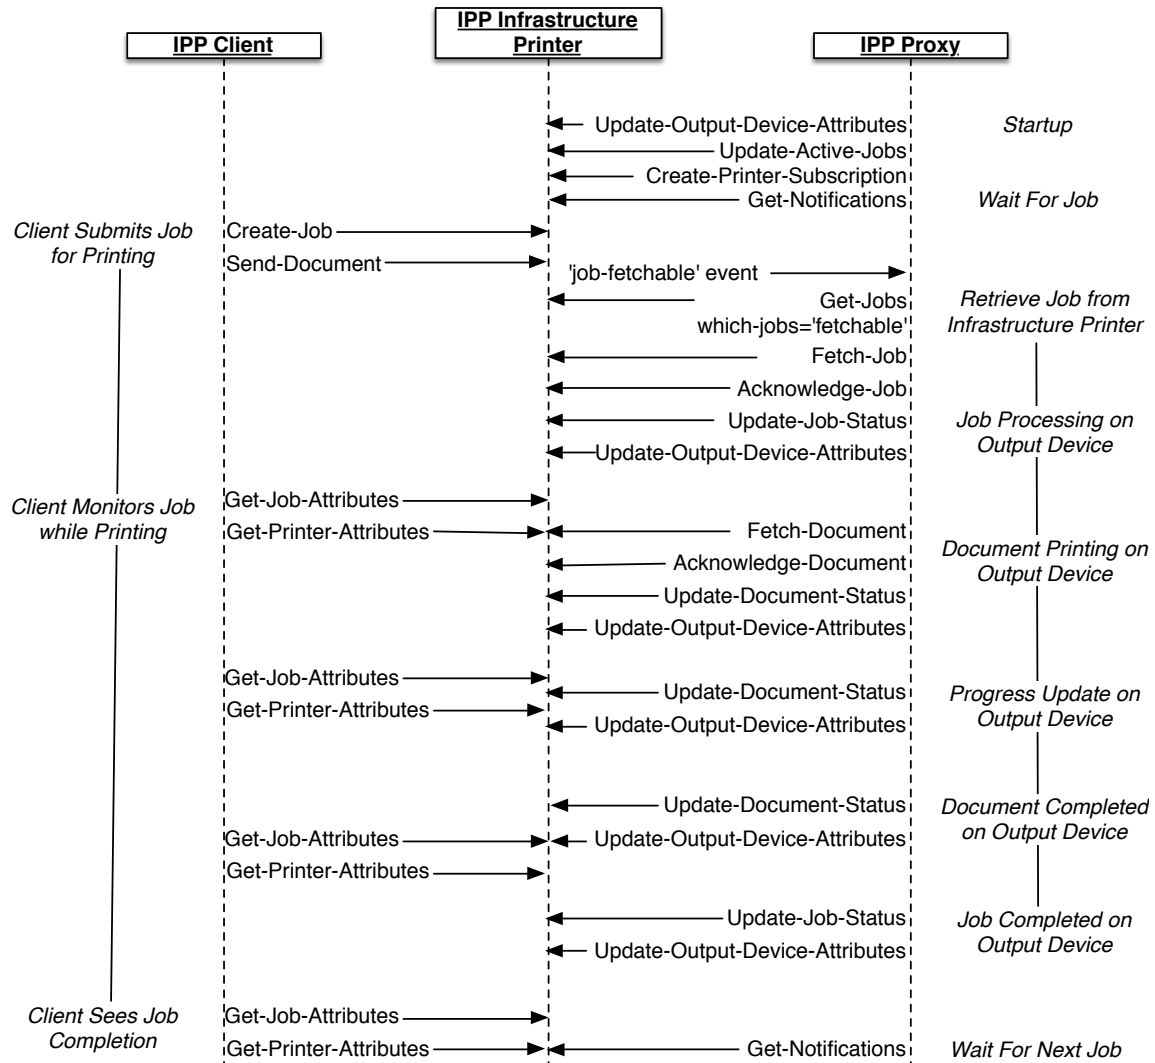 IPP Client
IPP Infrastructure
Printer
IPP Proxy
Update-Output-Device-Attributes
Startup
Update-Active-Jobs
Create-Printer-Subscription
Get-Notifications
Wait For Job
Client Submits Job
for Printing
Create-Job
Send-Document
'job-fetchable' event
Get-Jobs
which-jobs='fetchable'
Retrieve Job from
Infrastructure Printer
Fetch-Job
Acknowledge-Job
Update-Job-Status
Job Processing on
Output Device
Update-Output-Device-Attributes
Client Monitors Job
while Printing
Get-Job-Attributes
Get-Printer-Attributes
Fetch-Document
Document Printing on
Output Device
Acknowledge-Document
Update-Document-Status
Update-Output-Device-Attributes
Get-Job-Attributes
Update-Document-Status
Progress Update on
Output Device
Get-Printer-Attributes
Update-Output-Device-Attributes
Update-Document-Status
Document Completed
on Output Device
Get-Job-Attributes
Update-Output-Device-Attributes
Get-Printer-Attributes
Update-Job-Status
Job Completed on
Output Device
Update-Output-Device-Attributes
Client Sees Job
Completion
Get-Job-Attributes
Get-Printer-Attributes
Get-Notifications
Wait For Next Job